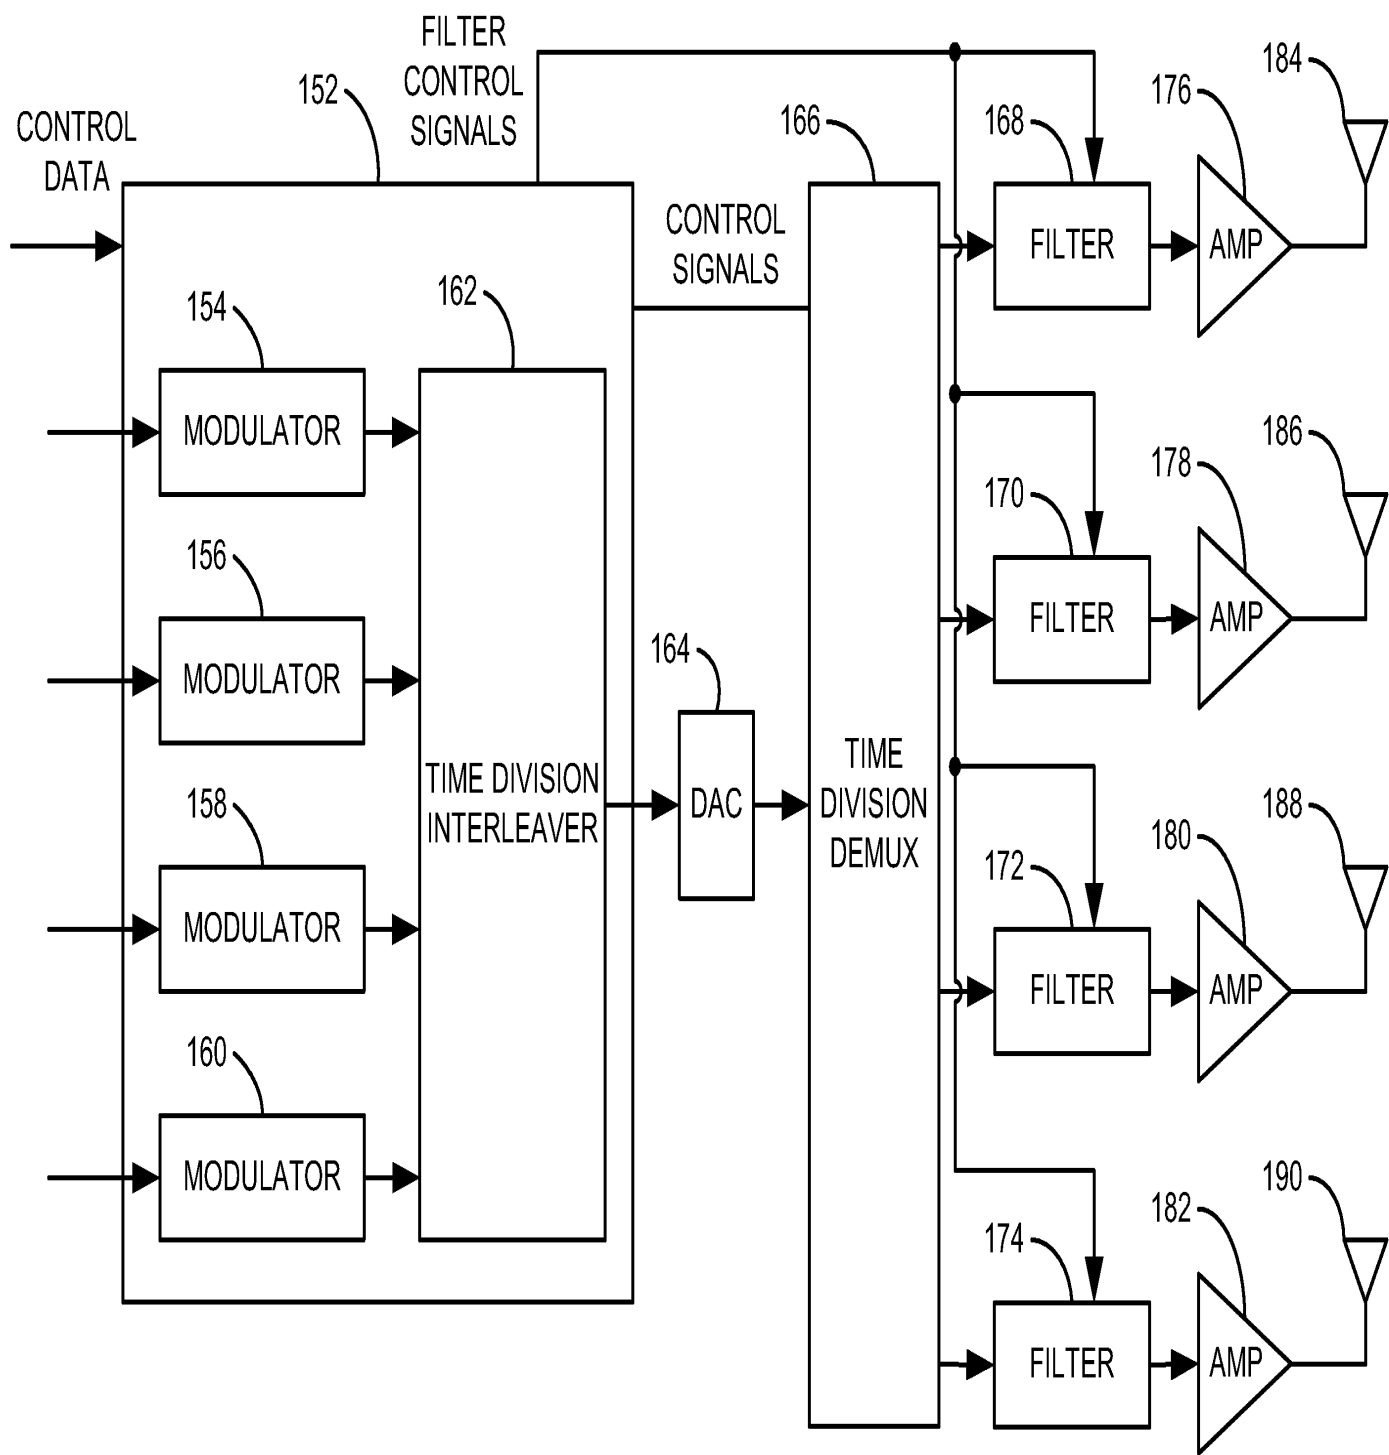 FILTER
CONTROL
SIGNALS
152
CONTROL
DATA
166
168
176
184
CONTROL
SIGNALS
FILTER
AMP
154
162
MODULATOR
170
178
186
156
FILTER
AMP
MODULATOR
164
TIME DIVISION
INTERLEAVER
DAC
TIME
DIVISION
DEMUX
158
172
180
188
MODULATOR
FILTER
AMP
160
MODULATOR
174
182
190
FILTER
AMP